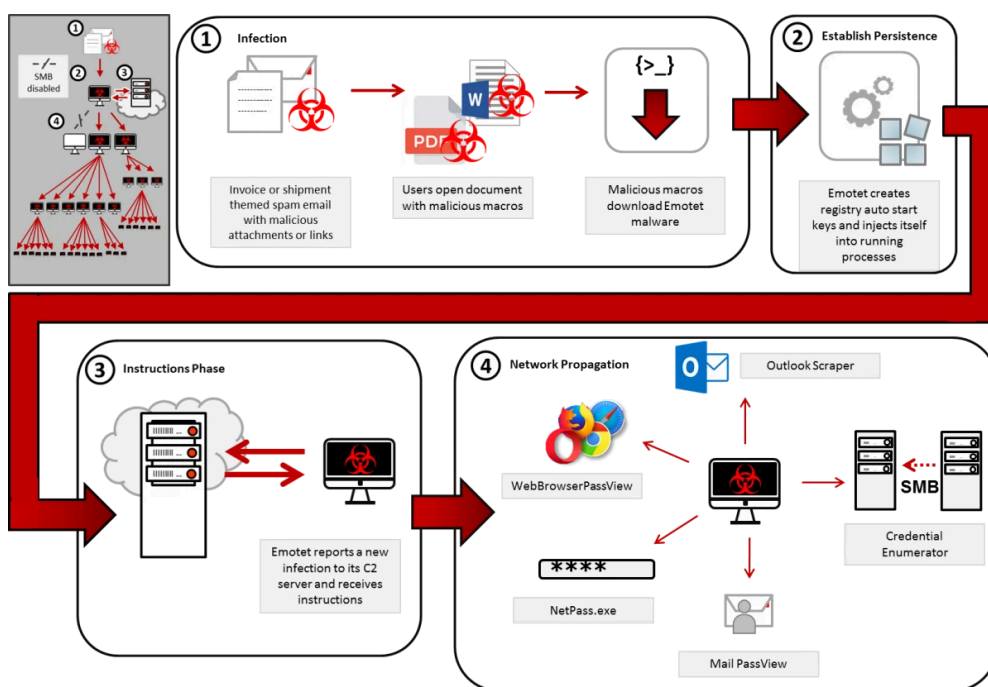 1
– ⁄ –
SMB
disabled
2
3
4
1 Infection
{>_}
W
PDF
Invoice or shipment
themed spam email
with malicious
attachments or links
Users open document
with malicious macros
Malicious macros
download Emotet
malware
2 Establish Persistence
Emotet creates
registry auto start
keys and injects itself
into running
processes
3 Instructions Phase
Emotet reports a new
infection to its C2
server and receives
instructions
4 Network Propagation
O
Outlook Scraper
WebBrowserPassView
SMB
Credential
Enumerator
****
NetPass.exe
Mail PassView